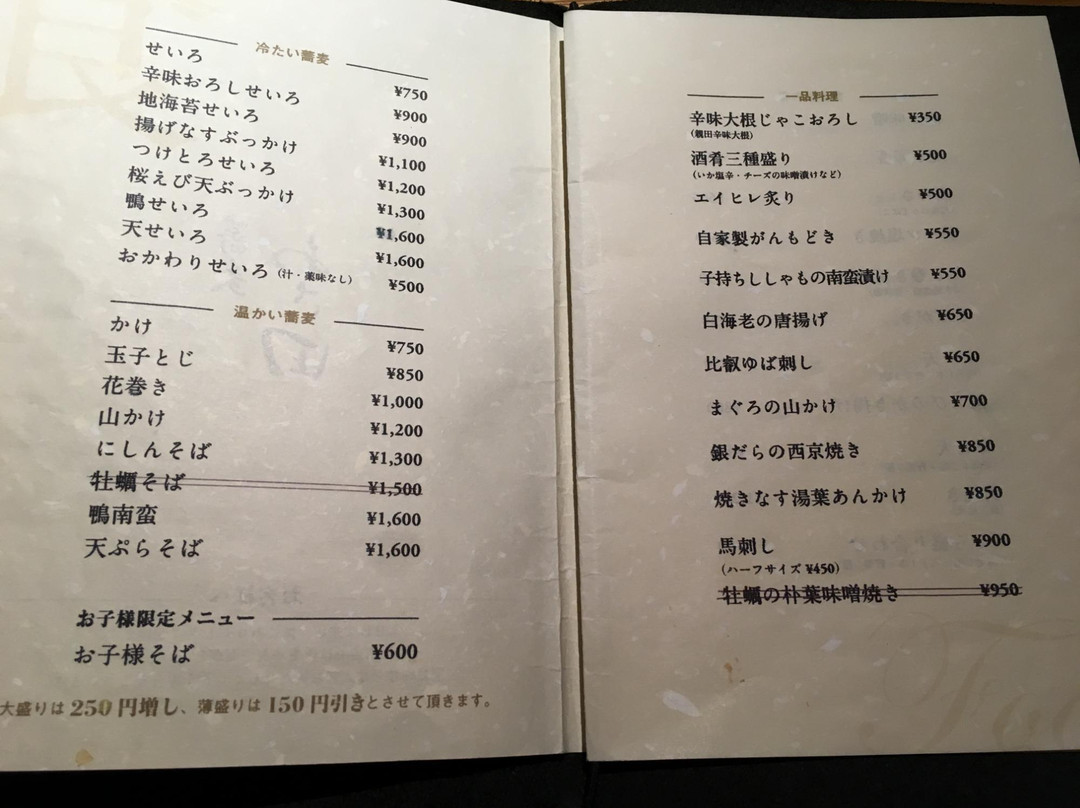 冷たい蕎麦
せいろ ¥750
辛味おろしせいろ ¥900
地海苔せいろ ¥900
揚げなすぶっかけ ¥1,100
つけとろせいろ ¥1,200
桜えび天ぶっかけ ¥1,300
鴨せいろ ¥1,600
天せいろ ¥1,600
おかわりせいろ (汁・薬味なし) ¥500
温かい蕎麦
かけ ¥750
玉子とじ ¥850
花巻き ¥1,000
山かけ ¥1,200
にしんそば ¥1,300
牡蠣そば ¥1,500
鴨南蛮 ¥1,600
天ぷらそば ¥1,600
お子様限定メニュー
お子様そば ¥600
大盛りは 250 円増し、薄盛りは 150 円引きとさせて頂きます。
一品料理
辛味大根じゃこおろし ¥350
(親田辛味大根)
酒肴三種盛り ¥500
(いか塩辛・チーズの味噌漬けなど)
エイヒレ炙り ¥500
自家製がんもどき ¥550
子持ちししゃもの南蛮漬け ¥550
白海老の唐揚げ ¥650
比叡ゆば刺し ¥650
まぐろの山かけ ¥700
銀だらの西京焼き ¥850
焼きなす湯葉あんかけ ¥850
馬刺し ¥900
(ハーフサイズ ¥450)
牡蠣の朴葉味噌焼き ¥950